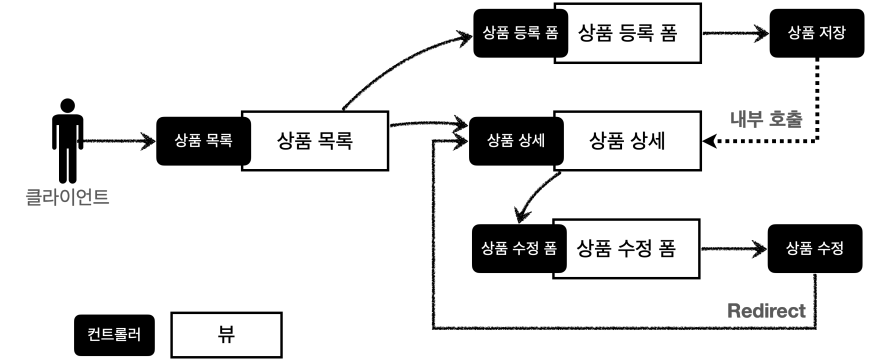 상품 등록 폼
상품 등록 폼
상품 저장
내부 호출
상품 목록
상품 목록
상품 상세
상품 상세
클라이언트
상품 수정 폼
상품 수정 폼
상품 수정
Redirect
컨트롤러
뷰